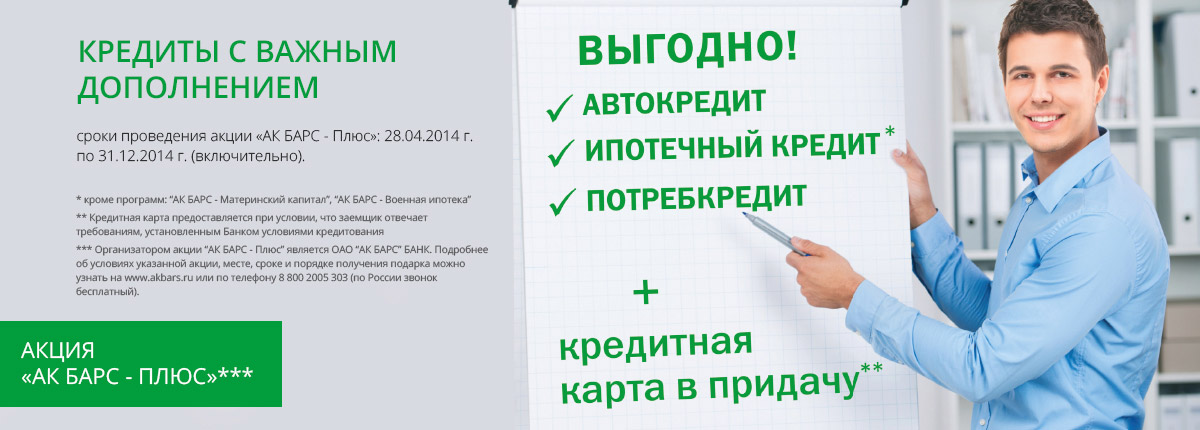 КРЕДИТЫ С ВАЖНЫМ
ДОПОЛНЕНИЕМ
сроки проведения акции «АК БАРС - Плюс»: 28.04.2014 г.
по 31.12.2014 г. (включительно).
* кроме программ: “АК БАРС - Материнский капитал”, “АК БАРС - Военная ипотека”
** Кредитная карта предоставляется при условии, что заемщик отвечает
требованиям, установленным Банком условиями кредитования
*** Организатором акции “АК БАРС - Плюс” является ОАО “АК БАРС” БАНК. Подробнее
об условиях указанной акции, месте, сроке и порядке получения подарка можно
узнать на www.akbars.ru или по телефону 8 800 2005 303 (по России звонок
бесплатный).
АКЦИЯ
«АК БАРС - ПЛЮС»***
ВЫГОДНО!
✓ АВТОКРЕДИТ
✓ ИПОТЕЧНЫЙ КРЕДИТ*
✓ ПОТРЕБКРЕДИТ
+
кредитная
карта в придачу**